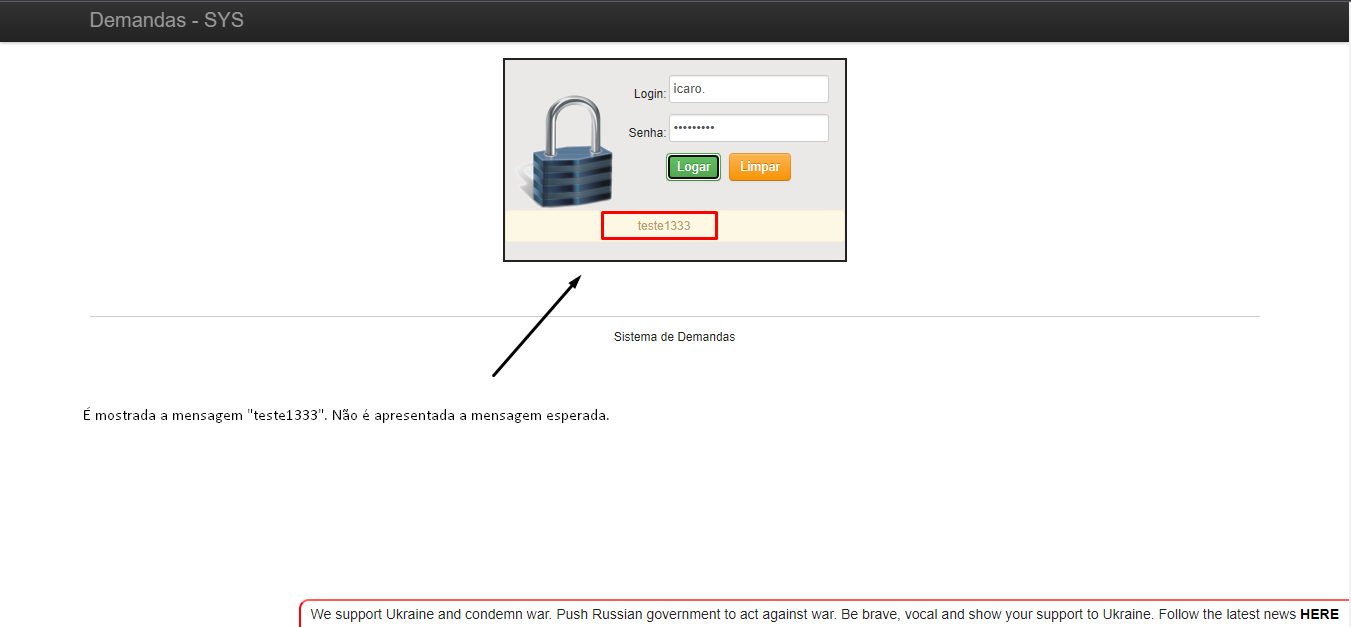 Demandas - SYS
Login: icaro.
Senha: •••••••••
Logar Limpar
teste1333
Sistema de Demandas
É mostrada a mensagem "teste1333". Não é apresentada a mensagem esperada.
We support Ukraine and condemn war. Push Russian government to act against war. Be brave, vocal and show your support to Ukraine. Follow the latest news HERE